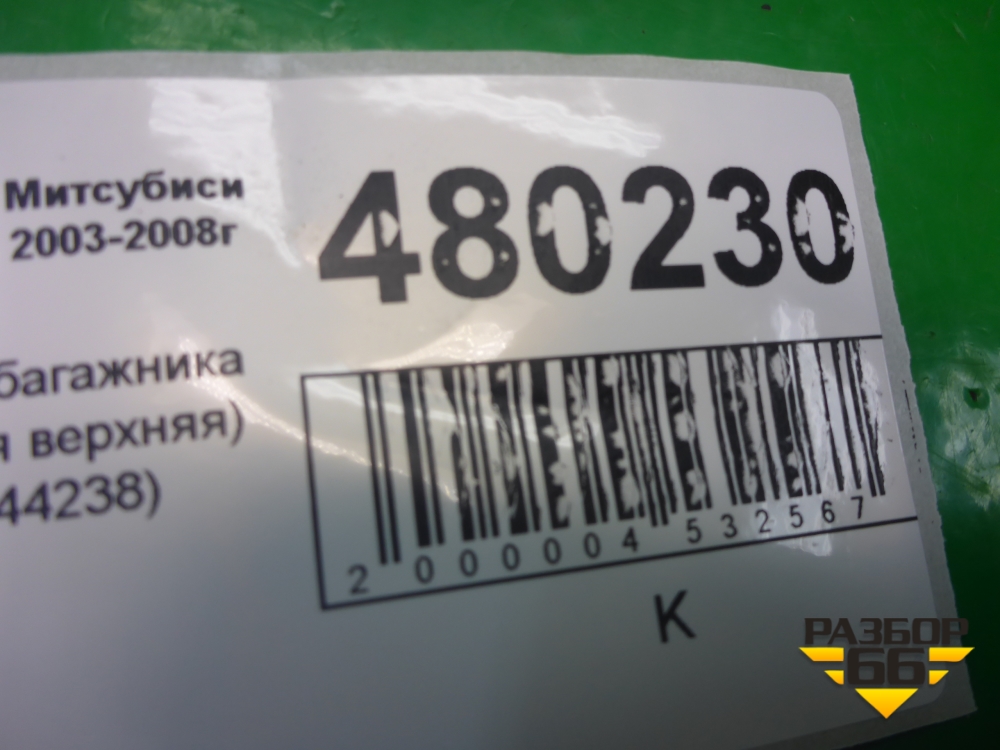 Митсубиси
2003-2008г
480230
багажника
я верхняя)
44238)
2 000004 532567
К
РАЗБОР
66